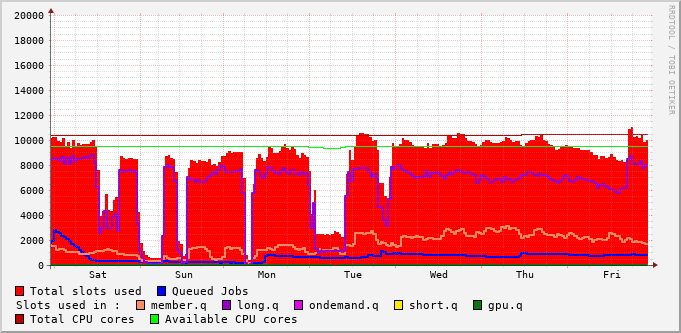 20000
18000
16000
14000
12000
10000
8000
6000
4000
2000
0
Sat Sun Mon Tue Wed Thu Fri
RRDTOOL / TOBI OETIKER
Total slots used Queued Jobs
Slots used in : member.q long.q ondemand.q short.q gpu.q
Total CPU cores Available CPU cores